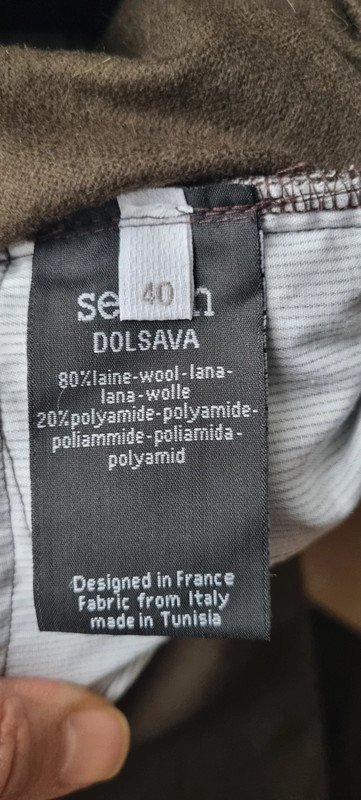 40
DOLSAVA
80%laine-wool-lana-
lana-wolle
20%polyamide-polyamide-
poliammide-poliamida-
polyamid
Designed in France
Fabric from Italy
made in Tunisia